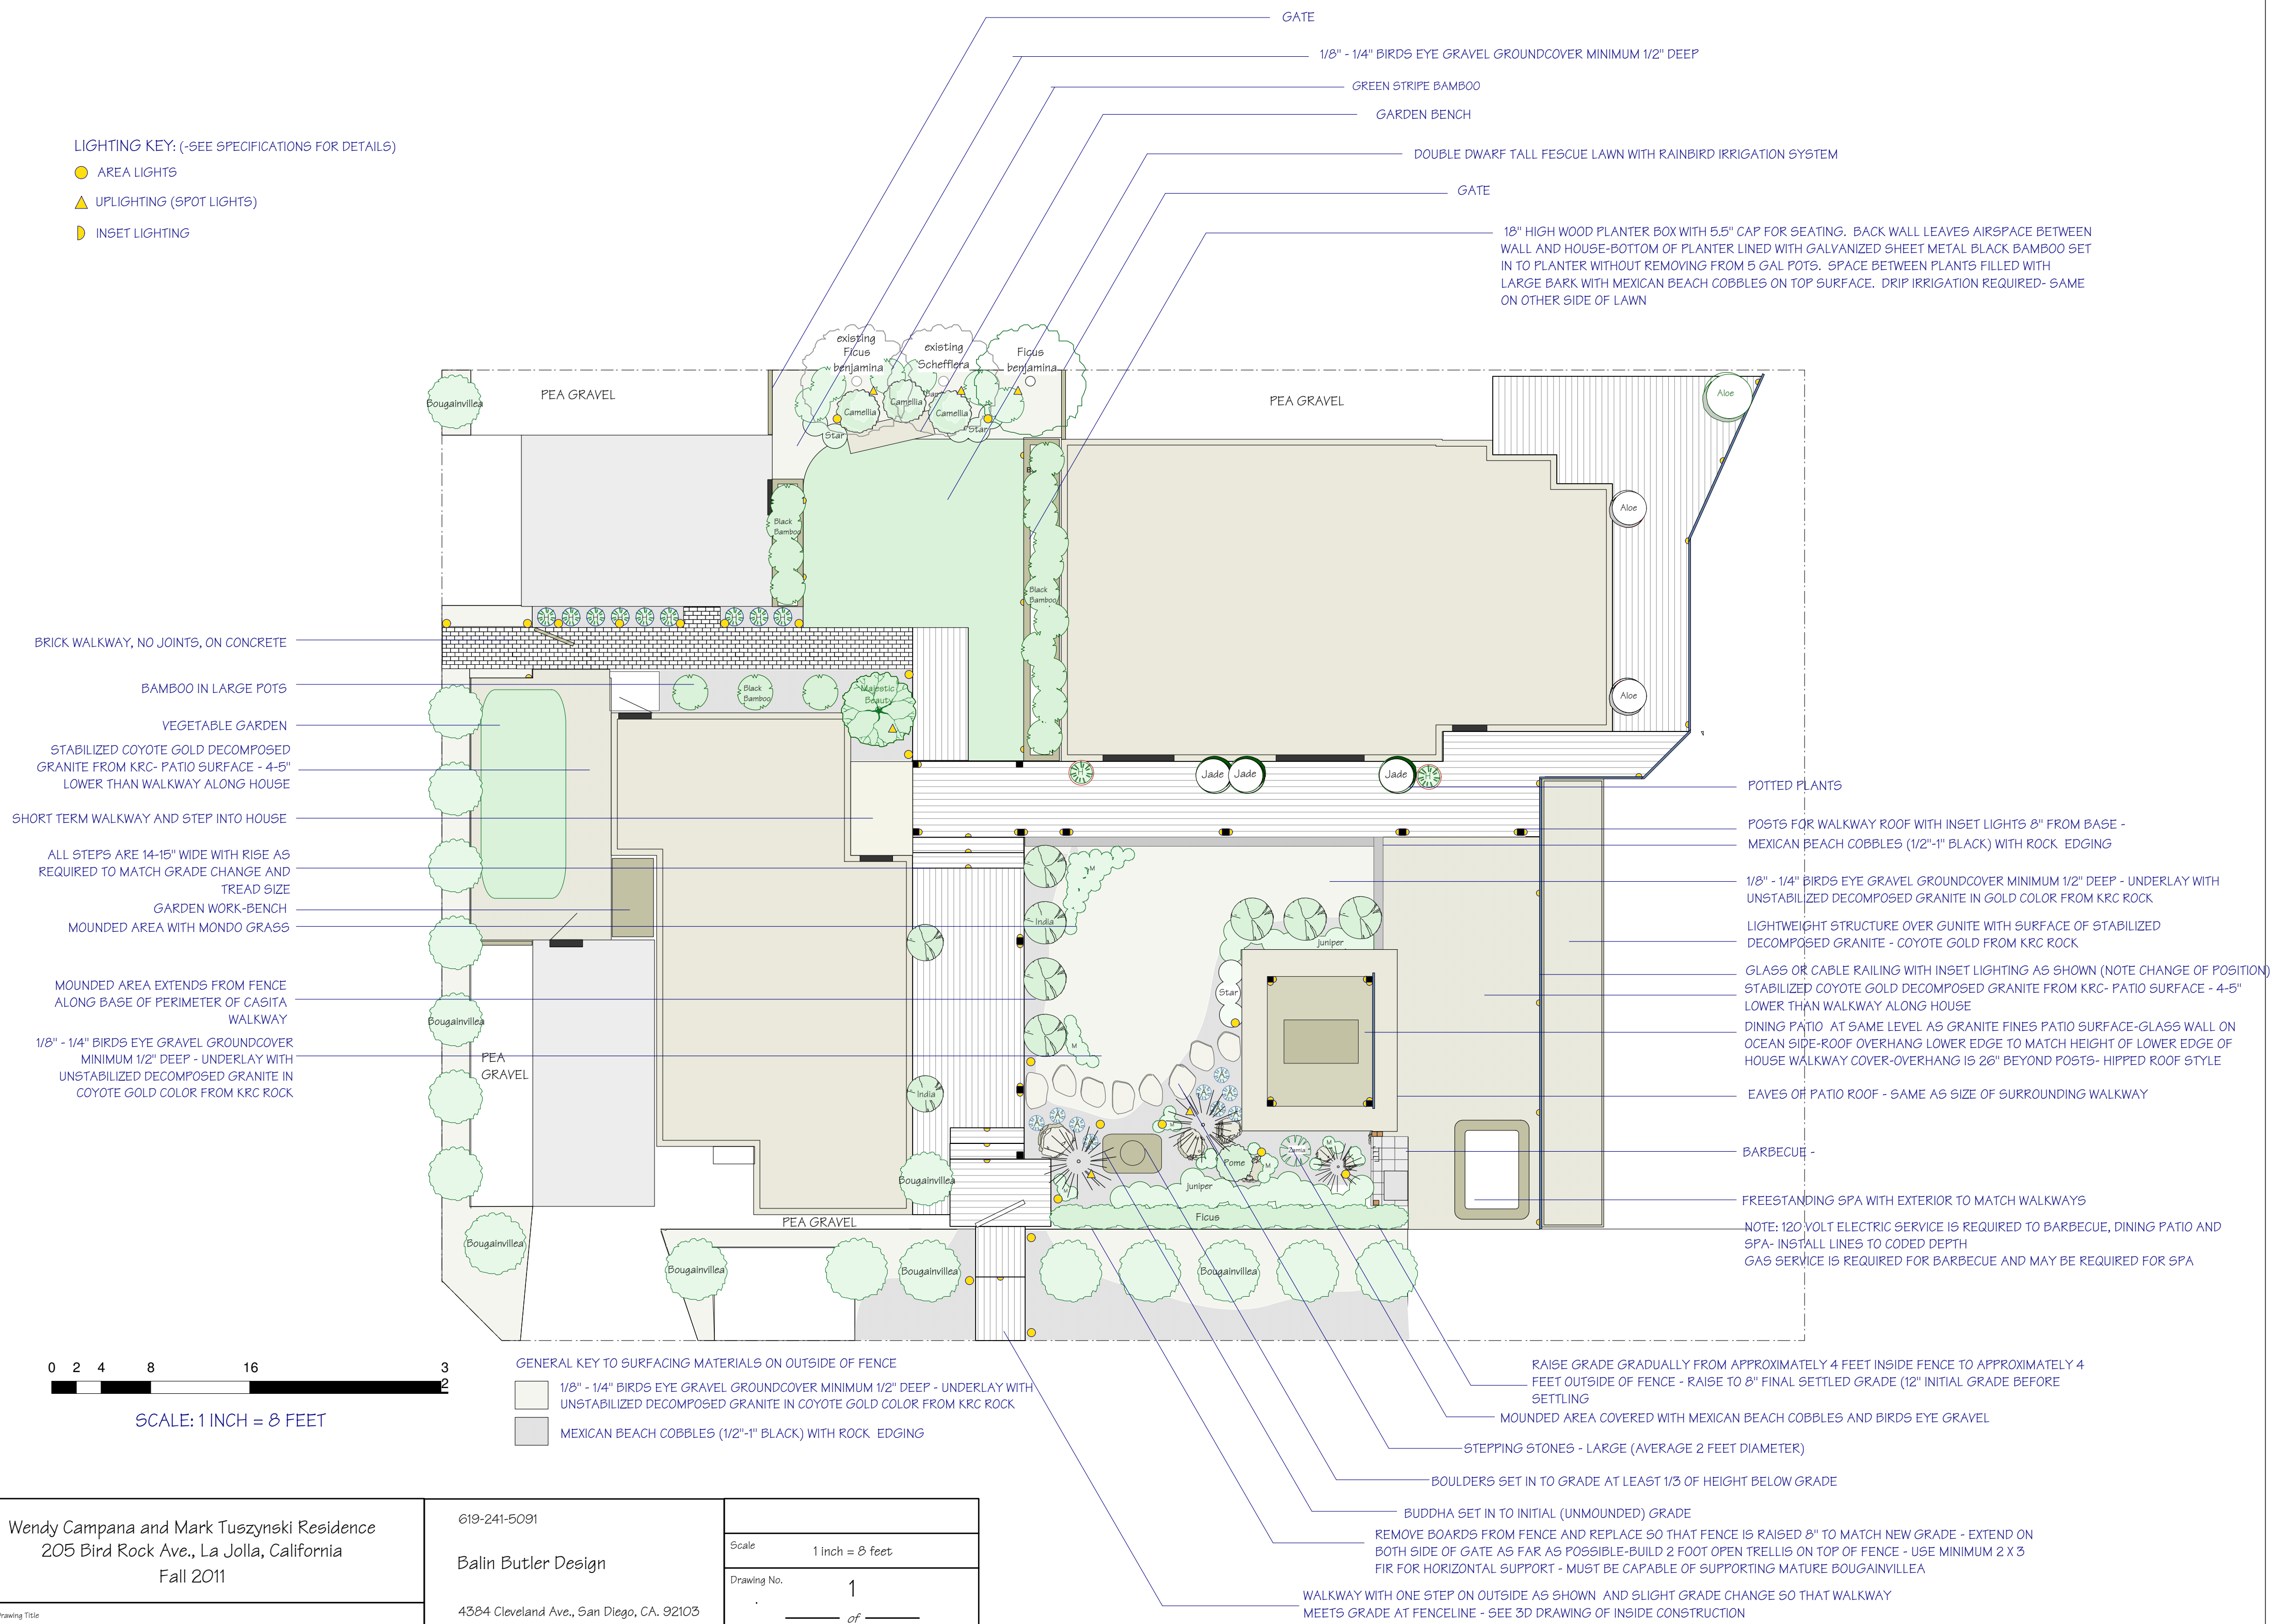 GATE
1/8" - 1/4" BIRDS EYE GRAVEL GROUNDCOVER MINIMUM 1/2" DEEP
GREEN STRIPE BAMBOO
GARDEN BENCH
DOUBLE DWARF TALL FESCUE LAWN WITH RAINBIRD IRRIGATION SYSTEM
GATE
18" HIGH WOOD PLANTER BOX WITH 5.5" CAP FOR SEATING. BACK WALL LEAVES AIRSPACE BETWEEN
WALL AND HOUSE-BOTTOM OF PLANTER LINED WITH GALVANIZED SHEET METAL BLACK BAMBOO SET
IN TO PLANTER WITHOUT REMOVING FROM 5 GAL POTS. SPACE BETWEEN PLANTS FILLED WITH
LARGE BARK WITH MEXICAN BEACH COBBLES ON TOP SURFACE. DRIP IRRIGATION REQUIRED- SAME
ON OTHER SIDE OF LAWN
LIGHTING KEY: (-SEE SPECIFICATIONS FOR DETAILS)
AREA LIGHTS
UPLIGHTING (SPOT LIGHTS)
INSET LIGHTING
existing
Ficus
benjamina
existing
Schefflera
Ficus
benjamina
Bougainvillea
PEA GRAVEL
Camellia
Camellia
Camellia
Star
Star
PEA GRAVEL
Aloe
Aloe
Aloe
Black
Bamboo
Black
Bamboo
Black
Bamboo
Majestic
Beauty
BRICK WALKWAY, NO JOINTS, ON CONCRETE
BAMBOO IN LARGE POTS
VEGETABLE GARDEN
STABILIZED COYOTE GOLD DECOMPOSED
GRANITE FROM KRC- PATIO SURFACE - 4-5"
LOWER THAN WALKWAY ALONG HOUSE
SHORT TERM WALKWAY AND STEP INTO HOUSE
ALL STEPS ARE 14-15" WIDE WITH RISE AS
REQUIRED TO MATCH GRADE CHANGE AND
TREAD SIZE
GARDEN WORK-BENCH
MOUNDED AREA WITH MONDO GRASS
MOUNDED AREA EXTENDS FROM FENCE
ALONG BASE OF PERIMETER OF CASITA
WALKWAY
1/8" - 1/4" BIRDS EYE GRAVEL GROUNDCOVER
MINIMUM 1/2" DEEP - UNDERLAY WITH
UNSTABILIZED DECOMPOSED GRANITE IN
COYOTE GOLD COLOR FROM KRC ROCK
Jade
Jade
Jade
M
India
juniper
Star
M
India
Bougainvillea
PEA
GRAVEL
Bougainvillea
Pome
M
Zamia
M
juniper
Ficus
PEA GRAVEL
Bougainvillea
Bougainvillea
Bougainvillea
Bougainvillea
POTTED PLANTS
POSTS FOR WALKWAY ROOF WITH INSET LIGHTS 8" FROM BASE -
MEXICAN BEACH COBBLES (1/2"-1" BLACK) WITH ROCK EDGING
1/8" - 1/4" BIRDS EYE GRAVEL GROUNDCOVER MINIMUM 1/2" DEEP - UNDERLAY WITH
UNSTABILIZED DECOMPOSED GRANITE IN GOLD COLOR FROM KRC ROCK
LIGHTWEIGHT STRUCTURE OVER GUNITE WITH SURFACE OF STABILIZED
DECOMPOSED GRANITE - COYOTE GOLD FROM KRC ROCK
GLASS OR CABLE RAILING WITH INSET LIGHTING AS SHOWN (NOTE CHANGE OF POSITION)
STABILIZED COYOTE GOLD DECOMPOSED GRANITE FROM KRC- PATIO SURFACE - 4-5"
LOWER THAN WALKWAY ALONG HOUSE
DINING PATIO AT SAME LEVEL AS GRANITE FINES PATIO SURFACE-GLASS WALL ON
OCEAN SIDE-ROOF OVERHANG LOWER EDGE TO MATCH HEIGHT OF LOWER EDGE OF
HOUSE WALKWAY COVER-OVERHANG IS 26" BEYOND POSTS- HIPPED ROOF STYLE
EAVES OF PATIO ROOF - SAME AS SIZE OF SURROUNDING WALKWAY
BARBECUE -
FREESTANDING SPA WITH EXTERIOR TO MATCH WALKWAYS
NOTE: 120 VOLT ELECTRIC SERVICE IS REQUIRED TO BARBECUE, DINING PATIO AND
SPA- INSTALL LINES TO CODED DEPTH
GAS SERVICE IS REQUIRED FOR BARBECUE AND MAY BE REQUIRED FOR SPA
0 2 4 8 16 3
2
SCALE: 1 INCH = 8 FEET
GENERAL KEY TO SURFACING MATERIALS ON OUTSIDE OF FENCE
1/8" - 1/4" BIRDS EYE GRAVEL GROUNDCOVER MINIMUM 1/2" DEEP - UNDERLAY WITH
UNSTABILIZED DECOMPOSED GRANITE IN COYOTE GOLD COLOR FROM KRC ROCK
MEXICAN BEACH COBBLES (1/2"-1" BLACK) WITH ROCK EDGING
RAISE GRADE GRADUALLY FROM APPROXIMATELY 4 FEET INSIDE FENCE TO APPROXIMATELY 4
FEET OUTSIDE OF FENCE - RAISE TO 8" FINAL SETTLED GRADE (12" INITIAL GRADE BEFORE
SETTLING
MOUNDED AREA COVERED WITH MEXICAN BEACH COBBLES AND BIRDS EYE GRAVEL
STEPPING STONES - LARGE (AVERAGE 2 FEET DIAMETER)
BOULDERS SET IN TO GRADE AT LEAST 1/3 OF HEIGHT BELOW GRADE
BUDDHA SET IN TO INITIAL (UNMOUNDED) GRADE
REMOVE BOARDS FROM FENCE AND REPLACE SO THAT FENCE IS RAISED 8" TO MATCH NEW GRADE - EXTEND ON
BOTH SIDE OF GATE AS FAR AS POSSIBLE-BUILD 2 FOOT OPEN TRELLIS ON TOP OF FENCE - USE MINIMUM 2 X 3
FIR FOR HORIZONTAL SUPPORT - MUST BE CAPABLE OF SUPPORTING MATURE BOUGAINVILLEA
WALKWAY WITH ONE STEP ON OUTSIDE AS SHOWN AND SLIGHT GRADE CHANGE SO THAT WALKWAY
MEETS GRADE AT FENCELINE - SEE 3D DRAWING OF INSIDE CONSTRUCTION
Wendy Campana and Mark Tuszynski Residence
205 Bird Rock Ave., La Jolla, California
Fall 2011
Drawing Title
619-241-5091
Balin Butler Design
4384 Cleveland Ave., San Diego, CA. 92103
Scale 1 inch = 8 feet
Drawing No. 1
of